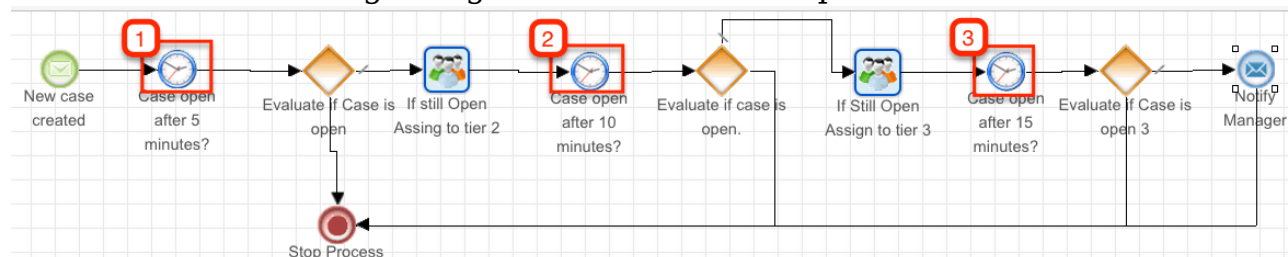 1
2
3
New case
created
Case open
after 5
minutes?
Evaluate if Case is
open
If still Open
Assing to tier 2
Case open
after 10
minutes?
Evaluate if case is
open.
If Still Open
Assign to tier 3
Case open
after 15
minutes?
Evaluate if Case is
open 3
Notify
Manager
Stop Process